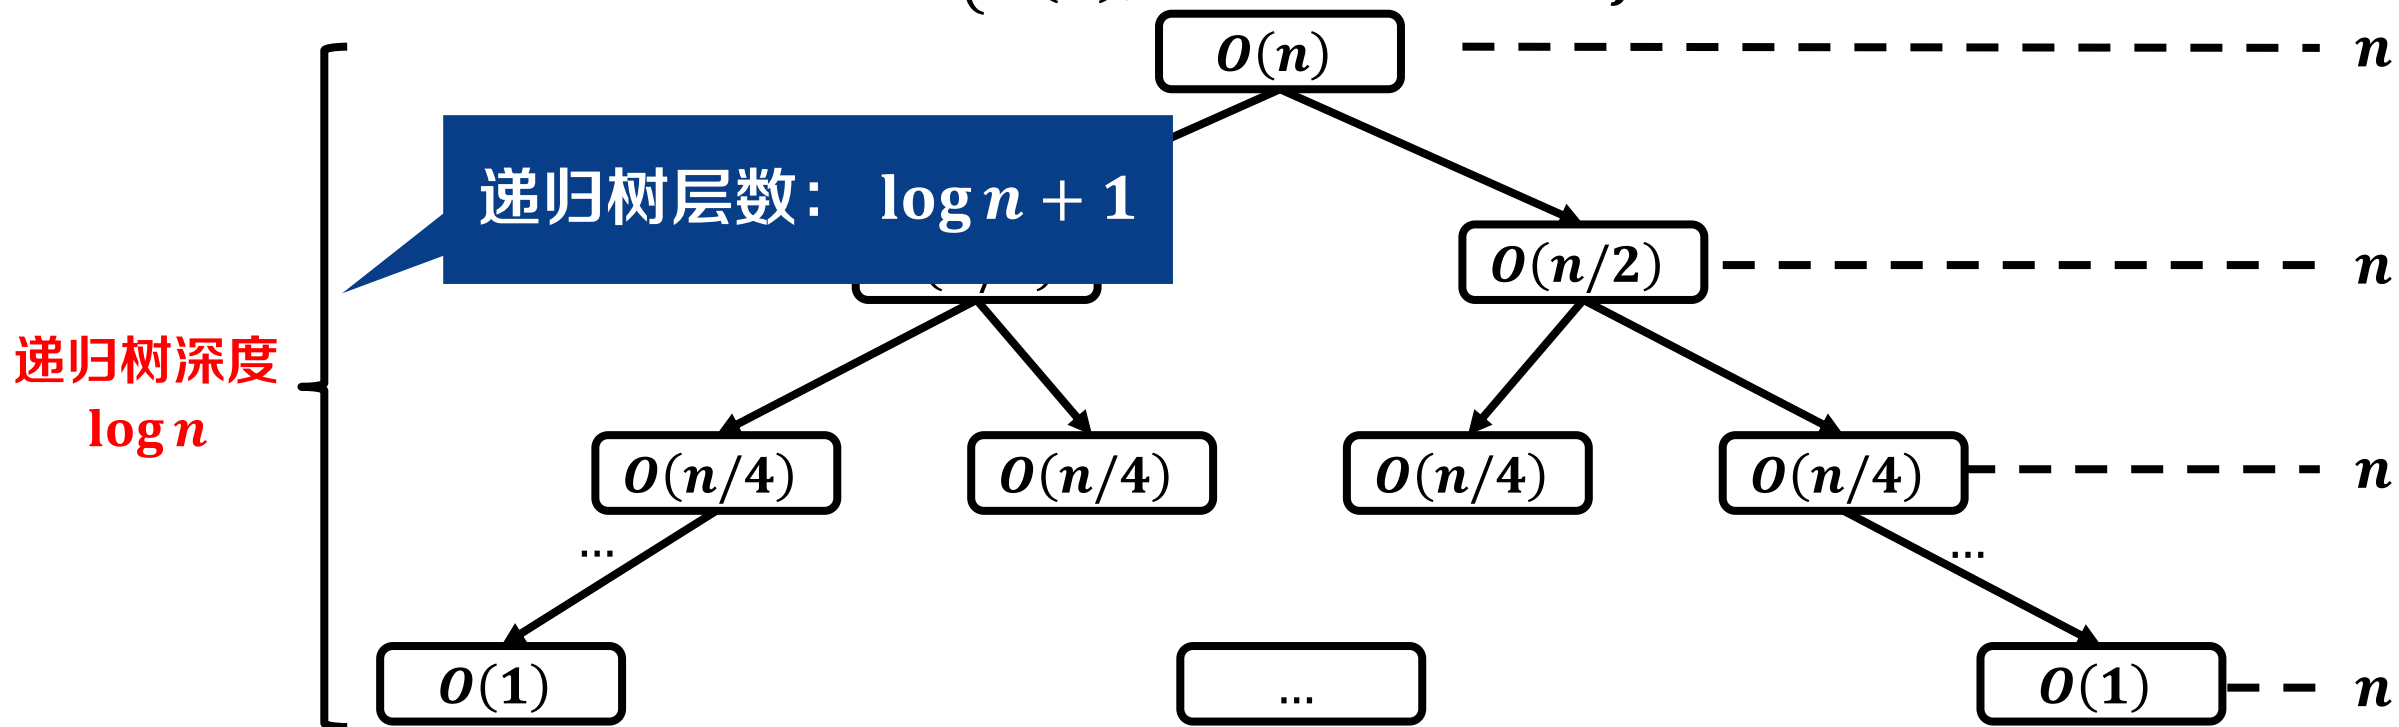 O(n) n
递归树层数： log n + 1
O(n/2) n
递归树深度
log n
O(n/4) O(n/4) O(n/4) O(n/4) n
... ...
O(1) ... O(1) n